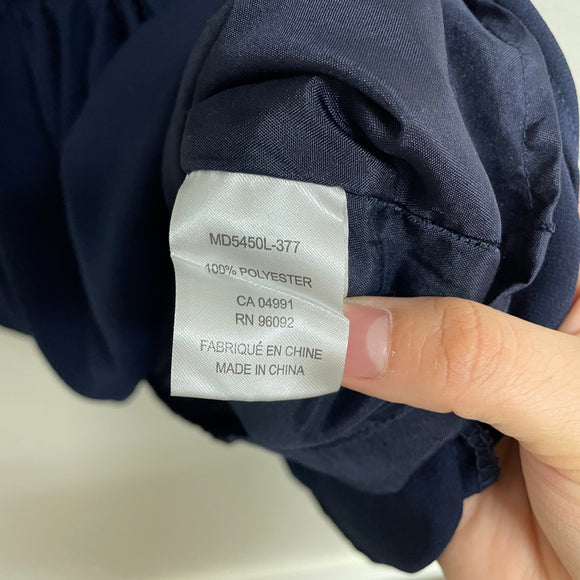 MD5450L-377
100% POLYESTER
CA 04991
RN 96092
FABRIQUÉ EN CHINE
MADE IN CHINA